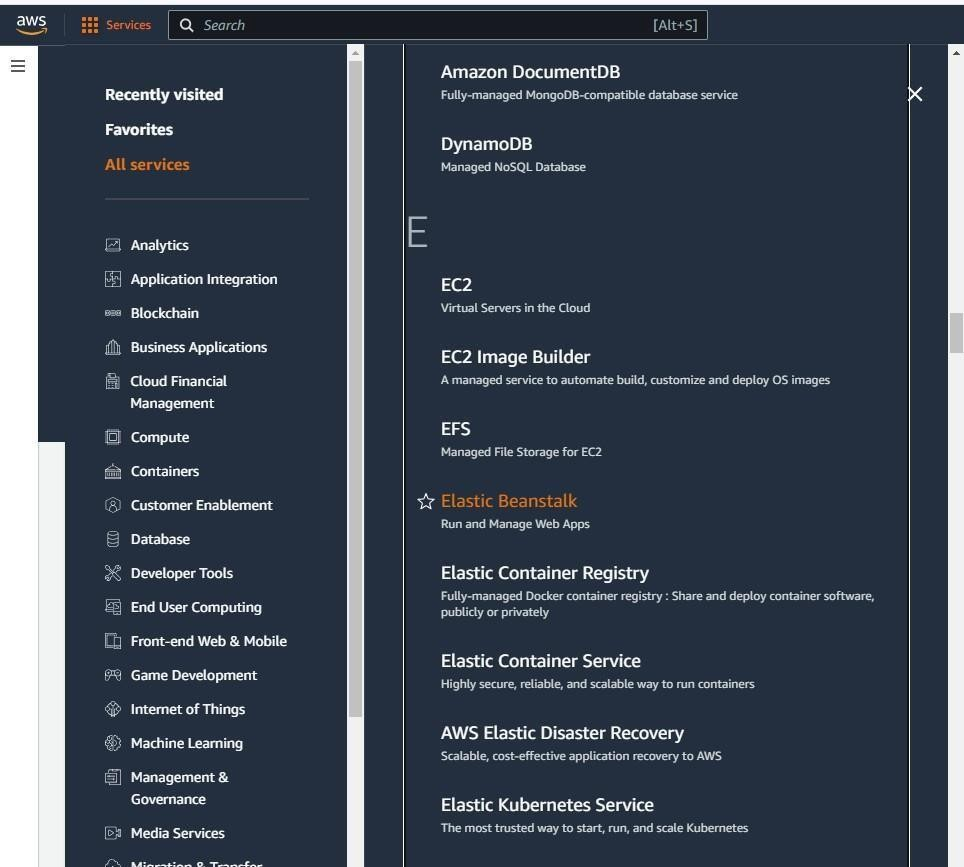 aws
Services
Search
[Alt+S]
Recently visited
Favorites
All services
Analytics
Application Integration
Blockchain
Business Applications
Cloud Financial
Management
Compute
Containers
Customer Enablement
Database
Developer Tools
End User Computing
Front-end Web & Mobile
Game Development
Internet of Things
Machine Learning
Management &
Governance
Media Services
Migration & Transfer
Amazon DocumentDB
Fully-managed MongoDB-compatible database service
DynamoDB
Managed NoSQL Database
E
EC2
Virtual Servers in the Cloud
EC2 Image Builder
A managed service to automate build, customize and deploy OS images
EFS
Managed File Storage for EC2
Elastic Beanstalk
Run and Manage Web Apps
Elastic Container Registry
Fully-managed Docker container registry : Share and deploy container software,
publicly or privately
Elastic Container Service
Highly secure, reliable, and scalable way to run containers
AWS Elastic Disaster Recovery
Scalable, cost-effective application recovery to AWS
Elastic Kubernetes Service
The most trusted way to start, run, and scale Kubernetes